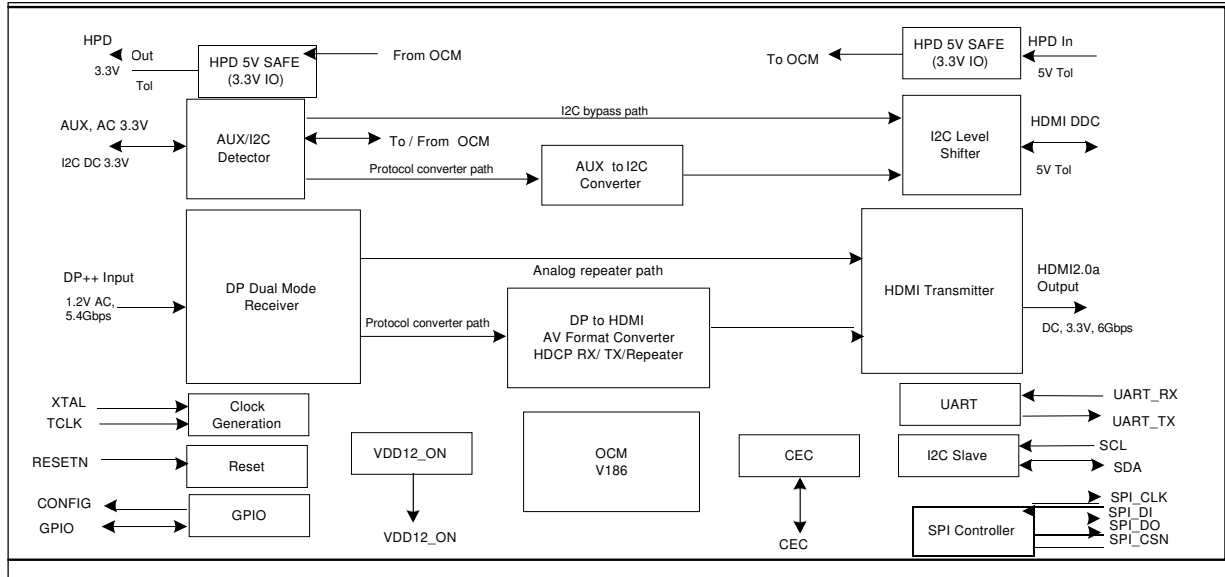 HPD
Out
3.3V
Tol
HPD 5V SAFE
(3.3V IO)
From OCM
To OCM
HPD 5V SAFE
(3.3V IO)
HPD In
5V Tol
AUX, AC 3.3V
I2C DC 3.3V
AUX/I2C
Detector
I2C bypass path
To / From OCM
Protocol converter path
AUX to I2C
Converter
I2C Level
Shifter
HDMI DDC
5V Tol
DP++ Input
1.2V AC,
5.4Gbps
DP Dual Mode
Receiver
Analog repeater path
Protocol converter path
DP to HDMI
AV Format Converter
HDCP RX/ TX/Repeater
HDMI Transmitter
HDMI2.0a
Output
DC, 3.3V, 6Gbps
XTAL
TCLK
Clock
Generation
RESETN
Reset
CONFIG
GPIO
GPIO
VDD12_ON
VDD12_ON
OCM
V186
CEC
CEC
UART
UART_RX
UART_TX
I2C Slave
SCL
SDA
SPI Controller
SPI_CLK
SPI_DI
SPI_DO
SPI_CSN